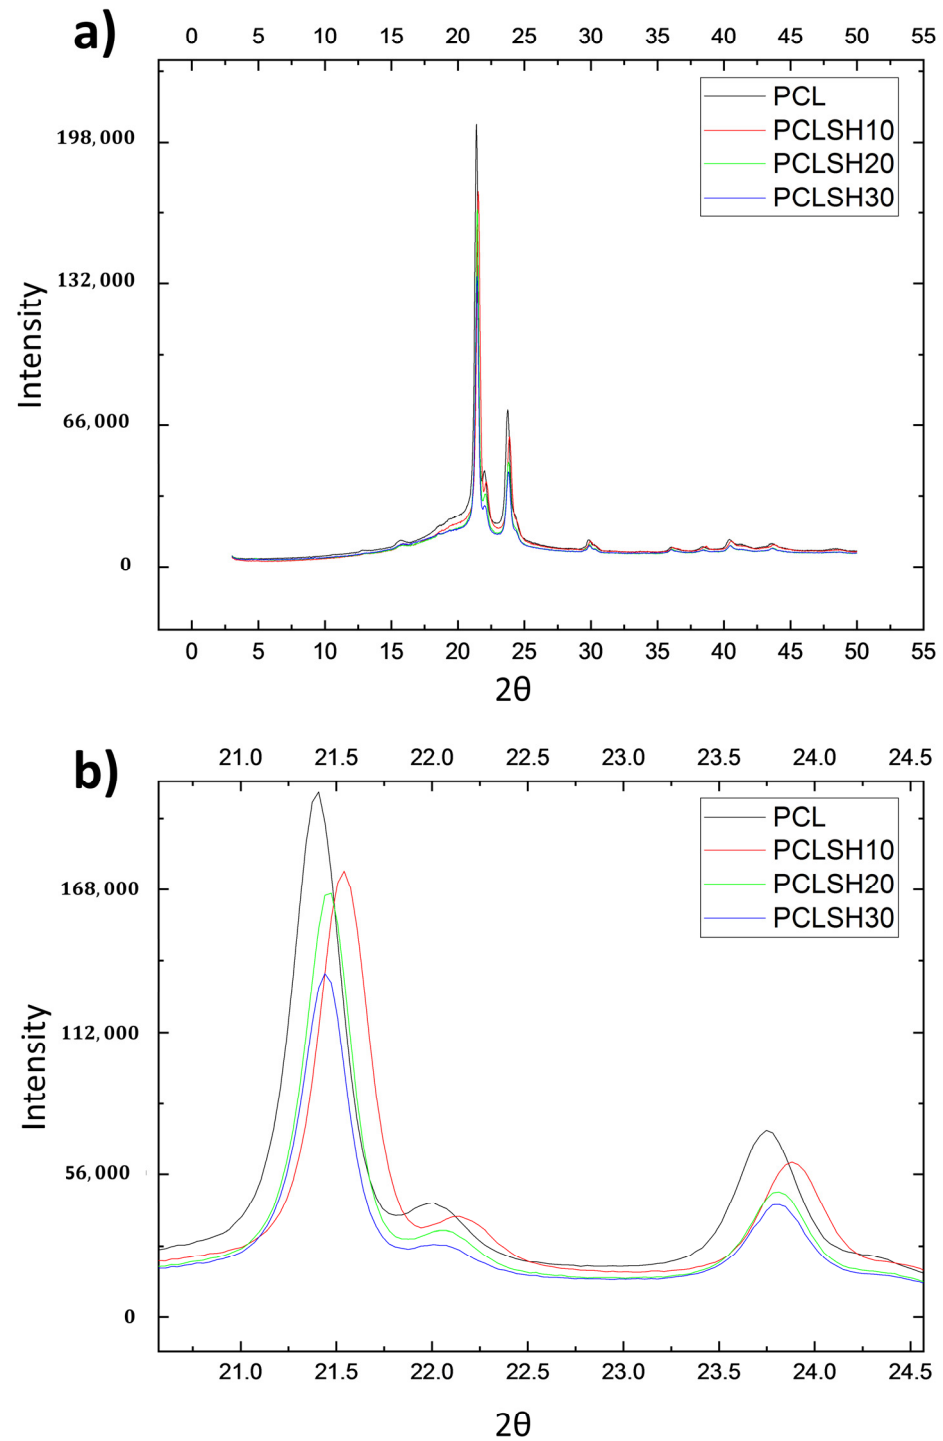 a)
0 5 10 15 20 25 30 35 40 45 50 55
PCL
PCLSH10
PCLSH20
PCLSH30
198,000
132,000
66,000
0
Intensity
0 5 10 15 20 25 30 35 40 45 50 55
2θ
b)
21.0 21.5 22.0 22.5 23.0 23.5 24.0 24.5
PCL
PCLSH10
PCLSH20
PCLSH30
168,000
112,000
56,000
0
Intensity
21.0 21.5 22.0 22.5 23.0 23.5 24.0 24.5
2θ